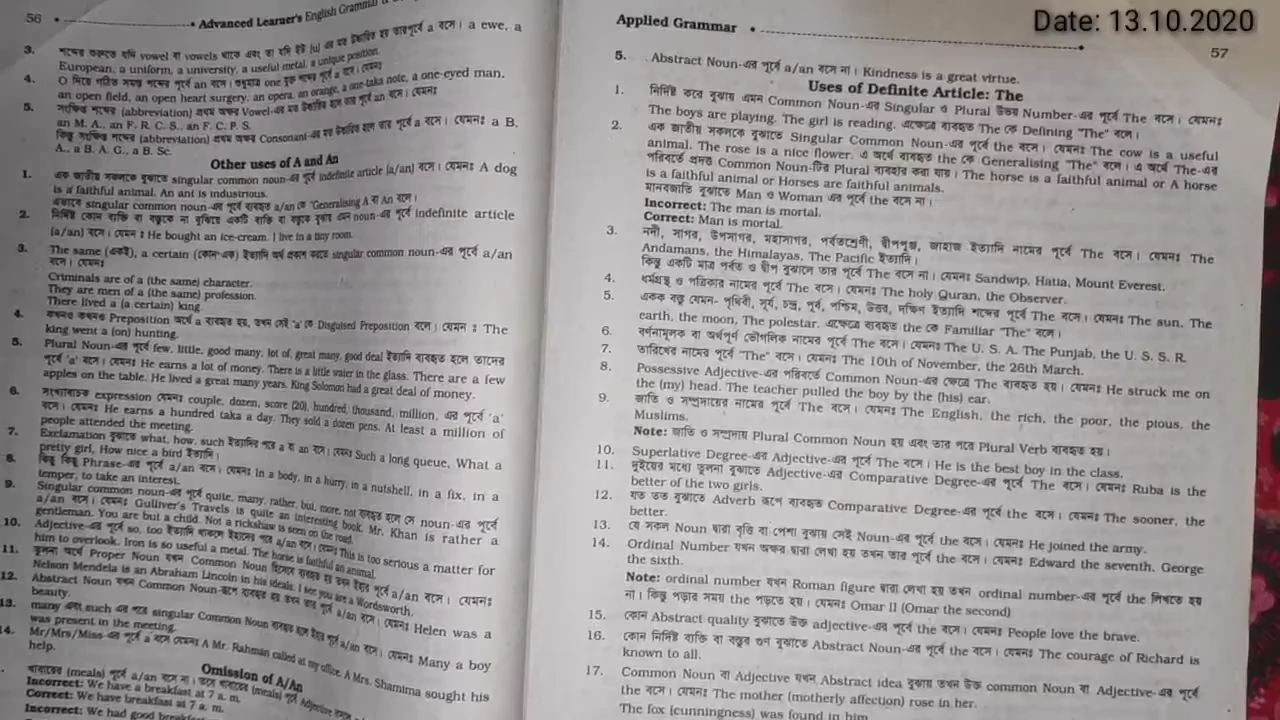 56
Advanced Learner's English Grammar &
3. শব্দের শুরুতে যদি vowel বা vowels থাকে এবং তা যদি ইউ [u] এর মত উচ্চারিত হয় তারপূর্বে a বসে। a ewe, a
European, a uniform, a university, a useful metal, a unique position.
4. O দিয়ে গঠিত সমস্ত শব্দের পূর্বে an বসে। শুধুমাত্র one যুক্ত শব্দের পূর্বে a বসে। যেমনঃ
an open field, an open heart surgery, an opera, an orange, a one-taka note, a one-eyed man.
5. সংক্ষিপ্ত শব্দের (abbreviation) প্রথম অক্ষর Vowel-এর মত উচ্চারিত হলে তার পূর্বে an বসে। যেমনঃ
an M. A., an F. R. C. S., an F. C. P. S.
কিন্তু সংক্ষিপ্ত শব্দের (abbreviation) প্রথম অক্ষর Consonant-এর মত উচ্চারিত হলে তার পূর্বে a বসে। যেমনঃ a B.
A., a B. A. G., a B. Sc.
Other uses of A and An
1. এক জাতীয় সকলকে বুঝাতে singular common noun-এর পূর্বে indefinite article (a/an) বসে। যেমনঃ A dog
is a faithful animal. An ant is industrious.
এভাবে singular common noun-এর পূর্বে ব্যবহৃত a/an কে "Generalising A বা An বলে।
2. নির্দিষ্ট কোন ব্যক্তি বা বস্তুকে না বুঝিয়ে একটি ব্যক্তি বা বস্তুকে বুঝায় এমন noun-এর পূর্বে indefinite article
(a/an) বসে। যেমন ঃ He bought an ice-cream. I live in a tiny room.
3. The same (একই), a certain (কোন-এক) ইত্যাদি অর্থ প্রকাশ করতে singular common noun-এর পূর্বে a/an
বসে। যেমনঃ
Criminals are of a (the same) character.
They are men of a (the same) profession.
There lived a (a certain) king.
4. কখনও কখনও Preposition অর্থে a ব্যবহৃত হয়, তখন সেই 'a' কে Disguised Preposition বলে। যেমন ঃ The
king went a (on) hunting.
5. Plural Noun-এর পূর্বে few, little, good many, lot of, great many, good deal ইত্যাদি ব্যবহৃত হলে তাদের
পূর্বে 'a' বসে। যেমনঃ He earns a lot of money. There is a little water in the glass. There are a few
apples on the table. He lived a great many years. King Solomon had a great deal of money.
6. সংখ্যাবাচক expression যেমনঃ couple, dozen, score (20), hundred, thousand, million, এর পূর্বে 'a'
বসে। যেমনঃ He earns a hundred taka a day. They sold a dozen pens. At least a million of
people attended the meeting.
7. Exclamation বুঝাতে what, how, such ইত্যাদির পরে a বা an বসে। যেমনঃ Such a long queue, What a
pretty girl, How nice a bird ইত্যাদি।
8. কিছু কিছু Phrase-এর পূর্বে a/an বসে। যেমনঃ In a body, in a hurry, in a nutshell, in a fix, in a
temper, to take an interest.
9. Singular common noun-এর পূর্বে quite, many, rather, but, more, not ব্যবহৃত হলে সে noun-এর পূর্বে
a/an বসে। যেমনঃ Gulliver's Travels is quite an interesting book. Mr. Khan is rather a
gentleman. You are but a child. Not a rickshaw is seen on the road.
10. Adjective-এর পূর্বে so, too ইত্যাদি থাকলে ইহাদের পরে a/an বসে। যেমনঃ This is too serious a matter for
him to overlook. Iron is so useful a metal. The horse is faithful an animal.
11. তুলনা অর্থে Proper Noun যখন Common Noun হিসেবে ব্যবহৃত হয় তখন ইহার পূর্বে a/an বসে। যেমনঃ
Nelson Mendela is an Abraham Lincoln in his ideals. I see you are a Wordsworth.
12. Abstract Noun যখন Common Noun-রূপে ব্যবহৃত হয় তখন তার পূর্বে a/an বসে। যেমনঃ Helen was a
beauty.
13. many এবং such এর পরে singular Common Noun ব্যবহৃত হলে ইহার পূর্বে a/an বসে। যেমনঃ Many a boy
was present in the meeting.
14. Mr/Mrs/Miss-এর পূর্বে a বসে যেমনঃ A Mr. Rahman called at my office. A Mrs. Shamima sought his
help.
Omission of A/An
খাবারের (meals) পূর্বে a/an বসে না। তবে খাবারের (meals) পূর্বে Adjective
Incorrect: We have a breakfast at 7 a. m.
Correct: We have breakfast at 7 a. m.
Incorrect: We had good breakfast
Applied Grammar
Date: 13.10.2020
57
5. Abstract Noun-এর পূর্বে a/an বসে না। Kindness is a great virtue.
Uses of Definite Article: The
1. নির্দিষ্ট করে বুঝায় এমন Common Noun-এর Singular ও Plural উভয় Number-এর পূর্বে The বসে। যেমনঃ
The boys are playing. The girl is reading. এক্ষেত্রে ব্যবহৃত The কে Defining "The" বলে।
2. এক জাতীয় সকলকে বুঝাতে Singular Common Noun-এর পূর্বে the বসে। যেমনঃ The cow is a useful
animal. The rose is a nice flower. এ অর্থে ব্যবহৃত the কে Generalising "The" বলে। এ অর্থে The-এর
পরিবর্তে প্রদত্ত Common Noun-টির Plural ব্যবহার করা যায়। The horse is a faithful animal or A horse
is a faithful animal or Horses are faithful animals.
মানবজাতি বুঝাতে Man ও Woman এর পূর্বে the বসে না।
Incorrect: The man is mortal.
Correct: Man is mortal.
3. নদী, সাগর, উপসাগর, মহাসাগর, পর্বতশ্রেণী, দ্বীপপুঞ্জ, জাহাজ ইত্যাদি নামের পূর্বে The বসে। যেমনঃ The
Andamans, the Himalayas, The Pacific ইত্যাদি।
কিন্তু একটি মাত্র পর্বত ও দ্বীপ বুঝালে তার পূর্বে The বসে না। যেমনঃ Sandwip, Hatia, Mount Everest.
4. ধর্মগ্রন্থ ও পত্রিকার নামের পূর্বে The বসে। যেমনঃ The holy Quran, the Observer.
5. একক বস্তু যেমন- পৃথিবী, সূর্য, চন্দ্র, পূর্ব, পশ্চিম, উত্তর, দক্ষিণ ইত্যাদি শব্দের পূর্বে The বসে। যেমনঃ The sun, The
earth, the moon, The polestar. এক্ষেত্রে ব্যবহৃত the কে Familiar "The" বলে।
6. বর্ণনামূলক বা অর্থপূর্ণ ভৌগলিক নামের পূর্বে The বসে। যেমনঃ The U. S. A. The Punjab, the U. S. S. R.
7. তারিখের নামের পূর্বে "The" বসে। যেমনঃ The 10th of November, the 26th March.
8. Possessive Adjective-এর পরিবর্তে Common Noun-এর ক্ষেত্রে The ব্যবহৃত হয়। যেমনঃ He struck me on
the (my) head. The teacher pulled the boy by the (his) ear.
9. জাতি ও সম্প্রদায়ের নামের পূর্বে The বসে। যেমনঃ The English, the rich, the poor, the pious, the
Muslims.
Note: জাতি ও সম্প্রদায় Plural Common Noun হয় এবং তার পরে Plural Verb ব্যবহৃত হয়।
10. Superlative Degree-এর Adjective-এর পূর্বে The বসে। He is the best boy in the class.
11. দুইয়ের মধ্যে তুলনা বুঝাতে Adjective-এর Comparative Degree-এর পূর্বে The বসে। যেমনঃ Ruba is the
better of the two girls.
12. যত তত বুঝাতে Adverb রূপে ব্যবহৃত Comparative Degree-এর পূর্বে the বসে। যেমনঃ The sooner, the
better.
13. যে সকল Noun দ্বারা বৃত্তি বা পেশা বুঝায় সেই Noun-এর পূর্বে the বসে। যেমনঃ He joined the army.
14. Ordinal Number যখন অক্ষর দ্বারা লেখা হয় তখন তার পূর্বে the বসে। যেমনঃ Edward the seventh, George
the sixth.
Note: ordinal number যখন Roman figure দ্বারা লেখা হয় তখন ordinal number-এর পূর্বে the লিখতে হয়
না। কিন্তু পড়ার সময় the পড়তে হয়। যেমনঃ Omar II (Omar the second)
15. কোন Abstract quality বুঝাতে উক্ত adjective-এর পূর্বে the বসে। যেমনঃ People love the brave.
16. কোন নির্দিষ্ট ব্যক্তি বা বস্তুর গুণ বুঝাতে Abstract Noun-এর পূর্বে the বসে। যেমনঃ The courage of Richard is
known to all.
17. Common Noun বা Adjective যখন Abstract idea বুঝায় তখন উক্ত common Noun বা Adjective-এর পূর্বে
the বসে। যেমনঃ The mother (motherly affection) rose in her.
The fox (cunningness) was found in him